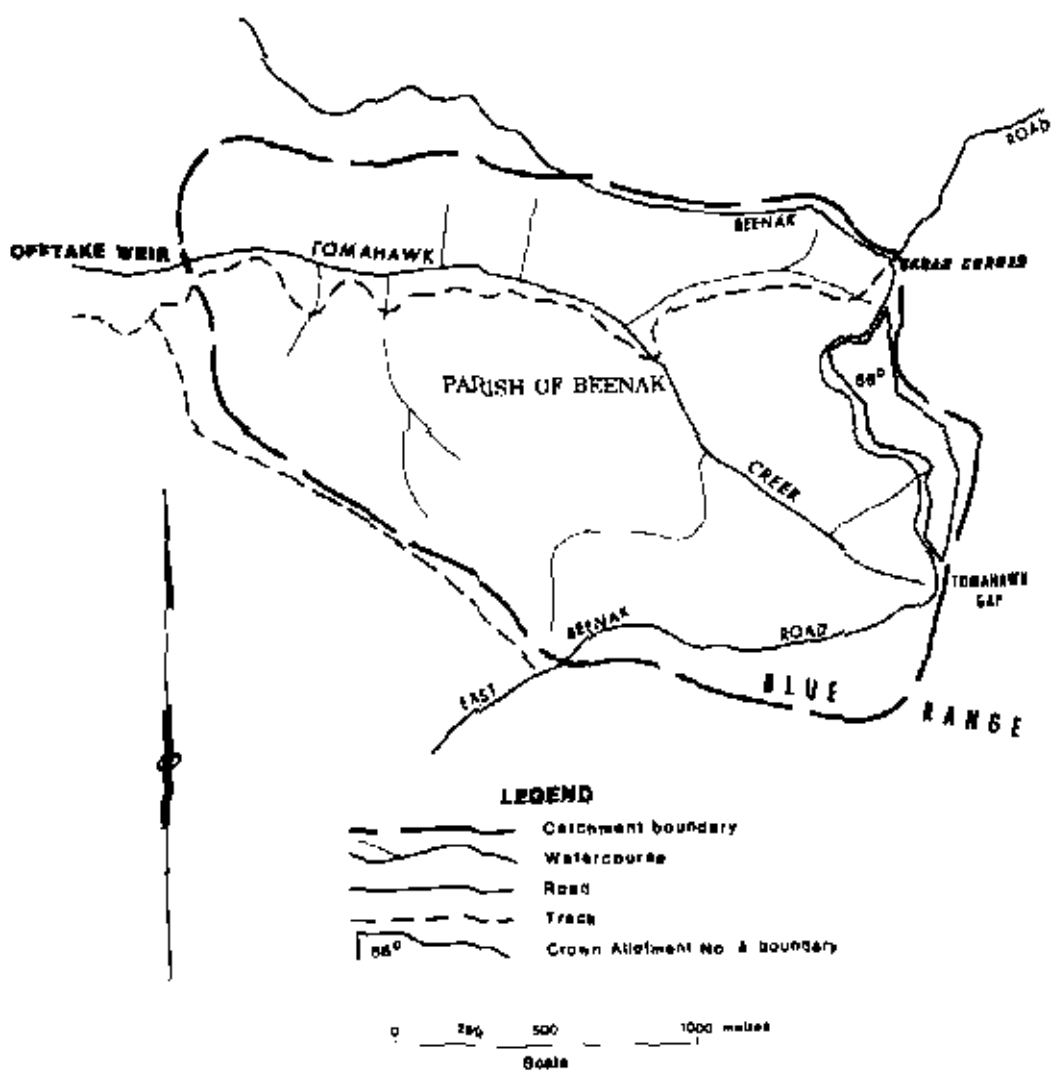 ROAD
BEENAK
OFFTAKE WEIR
TOMAHAWK
PARISH OF BEENAK
CREEK
TOMAHAWK
GAP
BEENAK
ROAD
EAST
BLUE
RANGE
LEGEND
Catchment boundary
Watercourse
Road
Track
Crown Allotment No & boundary
0 250 500 1000 metres
Scale